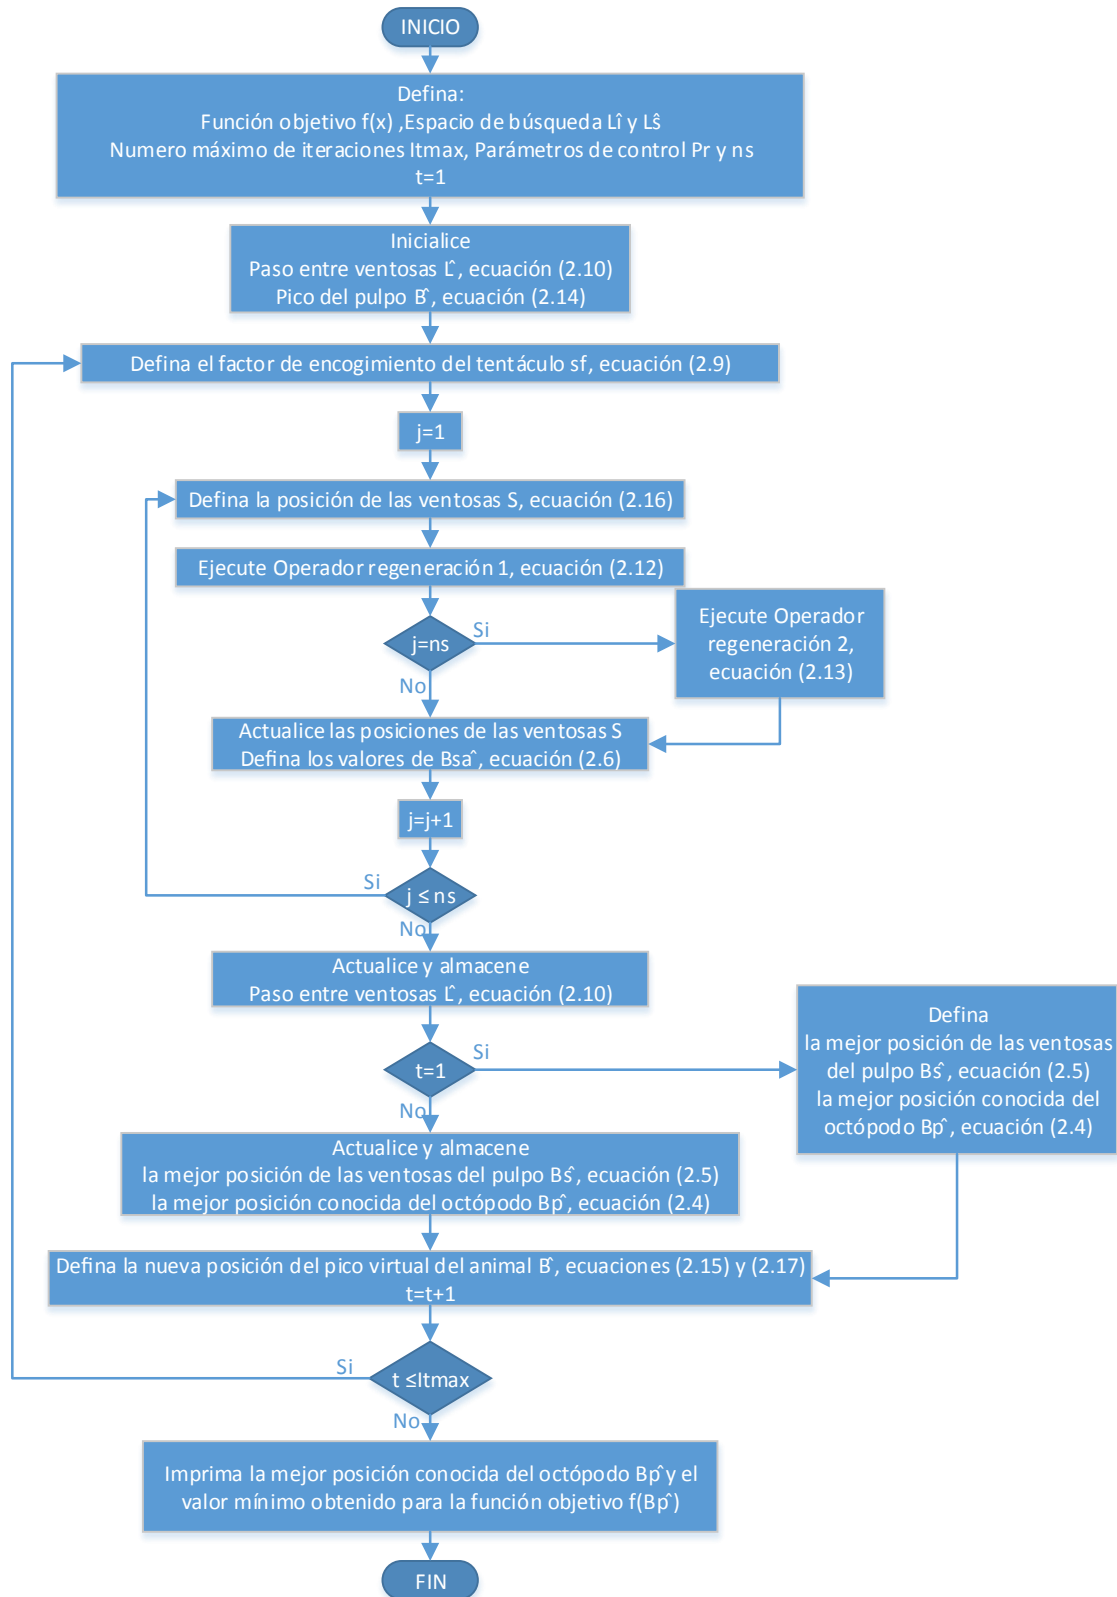 INICIO
Defina:
Función objetivo f(x) ,Espacio de búsqueda Lî y Lŝ
Numero máximo de iteraciones Itmax, Parámetros de control Pr y ns
t=1
Inicialice
Paso entre ventosas L̂, ecuación (2.10)
Pico del pulpo B̂, ecuación (2.14)
Defina el factor de encogimiento del tentáculo sf, ecuación (2.9)
j=1
Defina la posición de las ventosas S, ecuación (2.16)
Ejecute Operador regeneración 1, ecuación (2.12)
j=ns
Si
Ejecute Operador
regeneración 2,
ecuación (2.13)
No
Actualice las posiciones de las ventosas S
Defina los valores de Bsa ̂, ecuación (2.6)
j=j+1
j ≤ ns
Si
No
Actualice y almacene
Paso entre ventosas L̂, ecuación (2.10)
t=1
Si
Defina
la mejor posición de las ventosas
del pulpo Bs ̂, ecuación (2.5)
la mejor posición conocida del
octópodo Bp ̂, ecuación (2.4)
No
Actualice y almacene
la mejor posición de las ventosas del pulpo Bs ̂, ecuación (2.5)
la mejor posición conocida del octópodo Bp ̂, ecuación (2.4)
Defina la nueva posición del pico virtual del animal B̂, ecuaciones (2.15) y (2.17)
t=t+1
t ≤Itmax
Si
No
Imprima la mejor posición conocida del octópodo Bp ̂ y el
valor mínimo obtenido para la función objetivo f(Bp ̂)
FIN